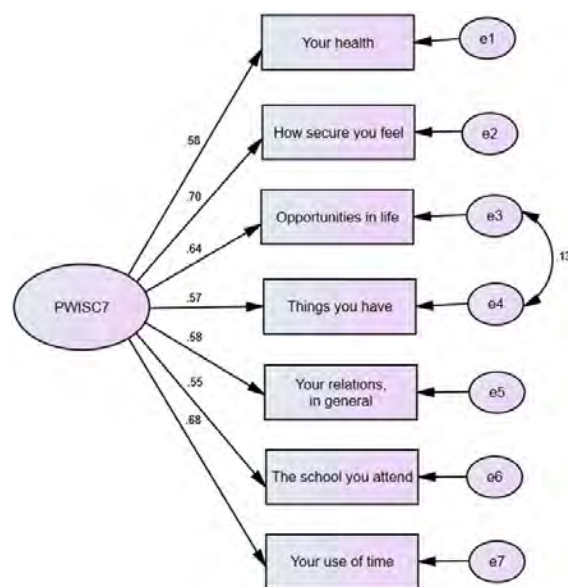 Your health
e1
.58
How secure you feel
e2
.70
Opportunities in life
e3
.64
.13
PWISC7
.57
Things you have
e4
.58
Your relations,
in general
e5
.55
The school you attend
e6
.68
Your use of time
e7